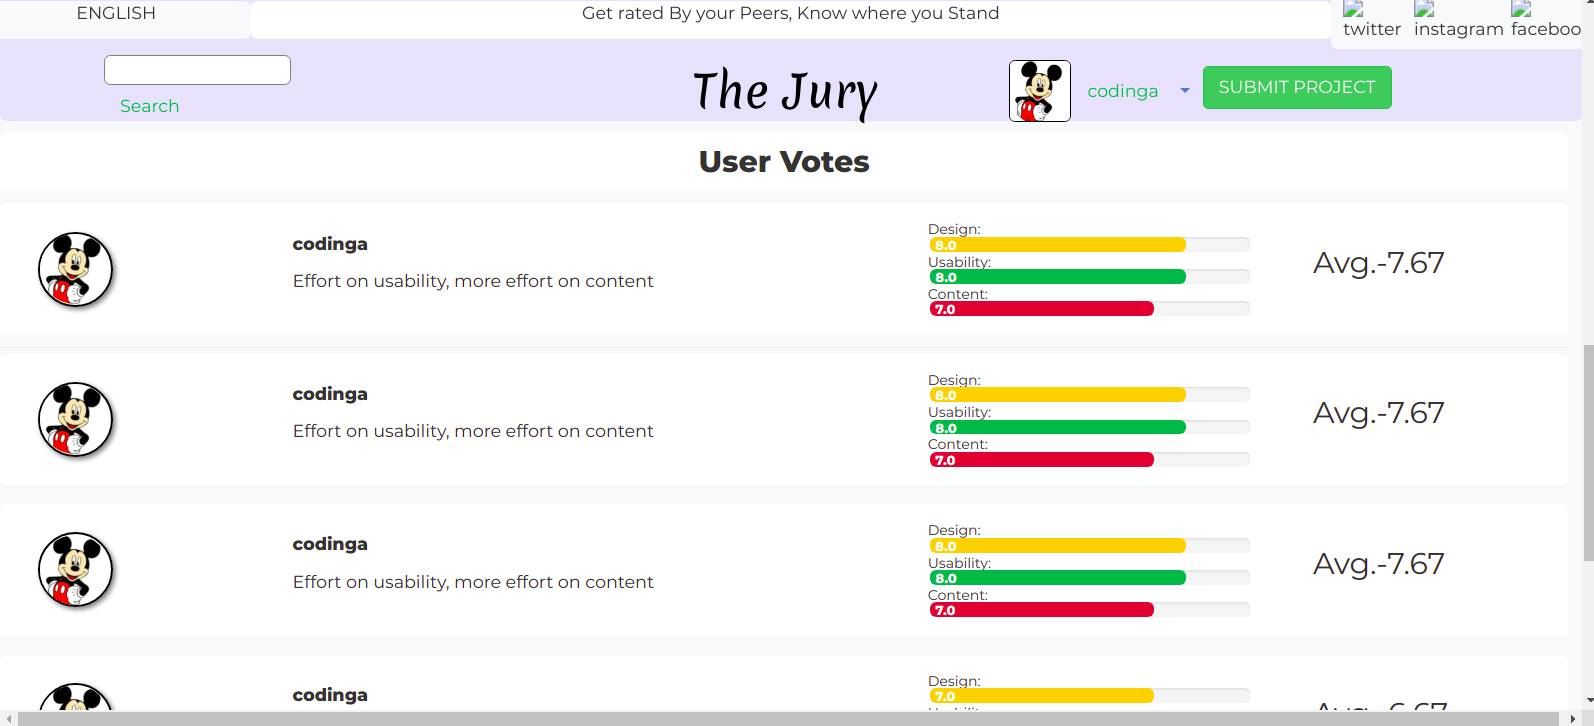 ENGLISH
Get rated By your Peers, Know where you Stand
twitter
instagram
faceboo
Search
The Jury
codinga
SUBMIT PROJECT
User Votes
codinga
Effort on usability, more effort on content
Design:
8.0
Usability:
8.0
Content:
7.0
Avg.-7.67
codinga
Effort on usability, more effort on content
Design:
8.0
Usability:
8.0
Content:
7.0
Avg.-7.67
codinga
Effort on usability, more effort on content
Design:
8.0
Usability:
8.0
Content:
7.0
Avg.-7.67
codinga
Design:
7.0